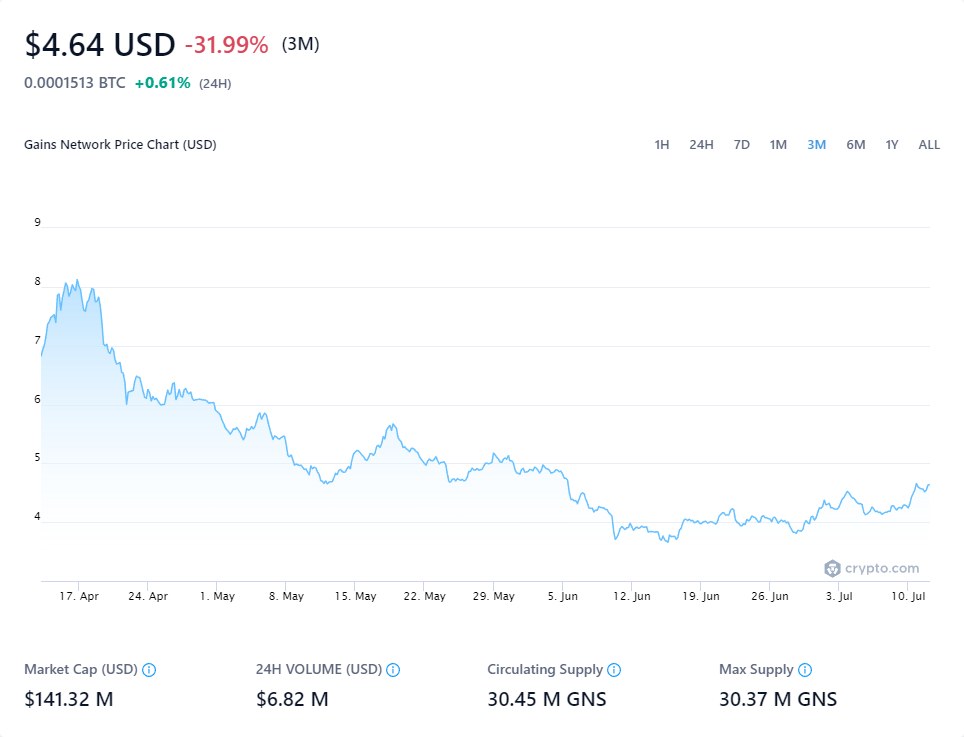 $4.64 USD -31.99% (3M)
0.0001513 BTC +0.61% (24H)
Gains Network Price Chart (USD) 1H 24H 7D 1M 3M 6M 1Y ALL
9
8
7
6
5
4
crypto.com
17. Apr 24. Apr 1. May 8. May 15. May 22. May 29. May 5. Jun 12. Jun 19. Jun 26. Jun 3. Jul 10. Jul
Market Cap (USD) 24H VOLUME (USD) Circulating Supply Max Supply
$141.32 M $6.82 M 30.45 M GNS 30.37 M GNS